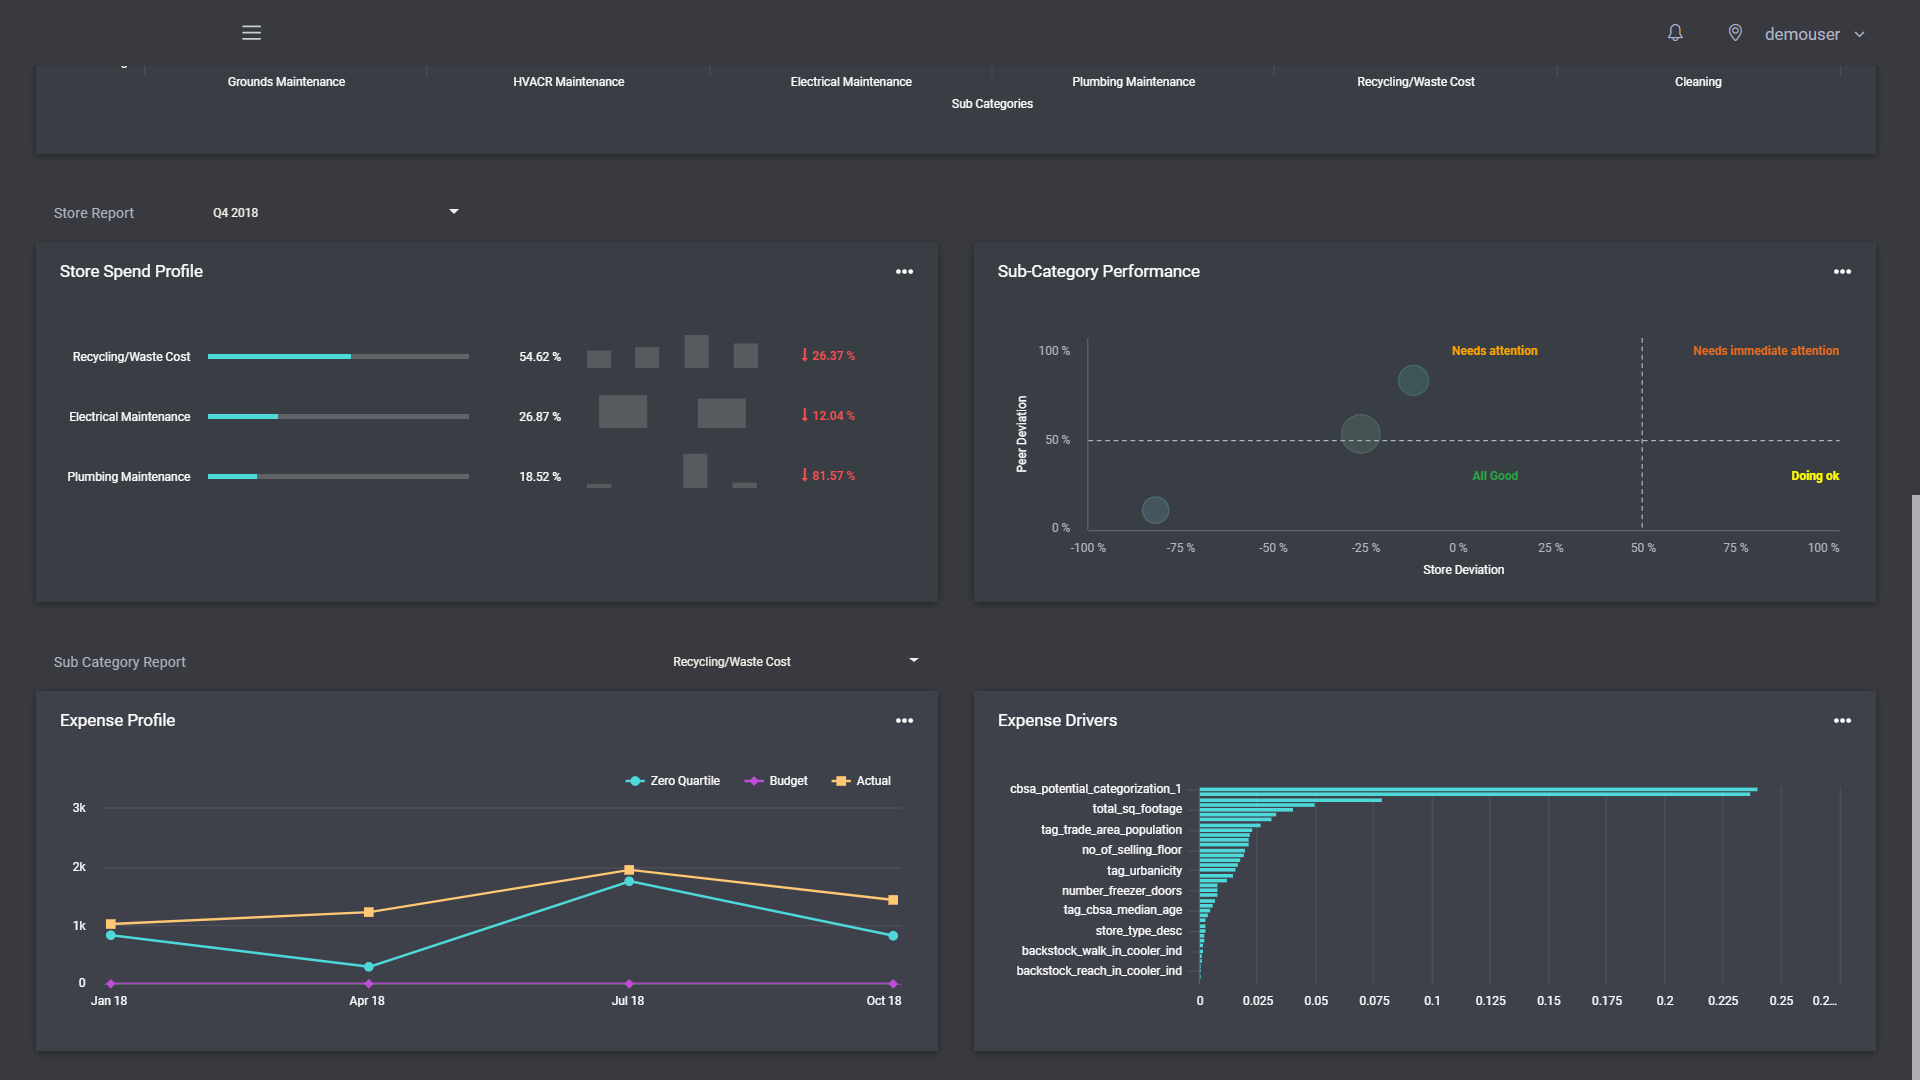 demouser
Grounds Maintenance HVACR Maintenance Electrical Maintenance Plumbing Maintenance Recycling/Waste Cost Cleaning
Sub Categories
Store Report Q4 2018
Store Spend Profile
Recycling/Waste Cost 54.62 % 26.37 %
Electrical Maintenance 26.87 % 12.04 %
Plumbing Maintenance 18.52 % 81.57 %
Sub-Category Performance
100 % Needs attention Needs immediate attention
Peer Deviation
50 %
All Good Doing ok
0 %
-100 % -75 % -50 % -25 % 0 % 25 % 50 % 75 % 100 %
Store Deviation
Sub Category Report Recycling/Waste Cost
Expense Profile
Zero Quartile Budget Actual
3k
2k
1k
0
Jan 18 Apr 18 Jul 18 Oct 18
Expense Drivers
cbsa_potential_categorization_1
total_sq_footage
tag_trade_area_population
no_of_selling_floor
tag_urbanicity
number_freezer_doors
tag_cbsa_median_age
store_type_desc
backstock_walk_in_cooler_ind
backstock_reach_in_cooler_ind
0 0.025 0.05 0.075 0.1 0.125 0.15 0.175 0.2 0.225 0.25 0.2...